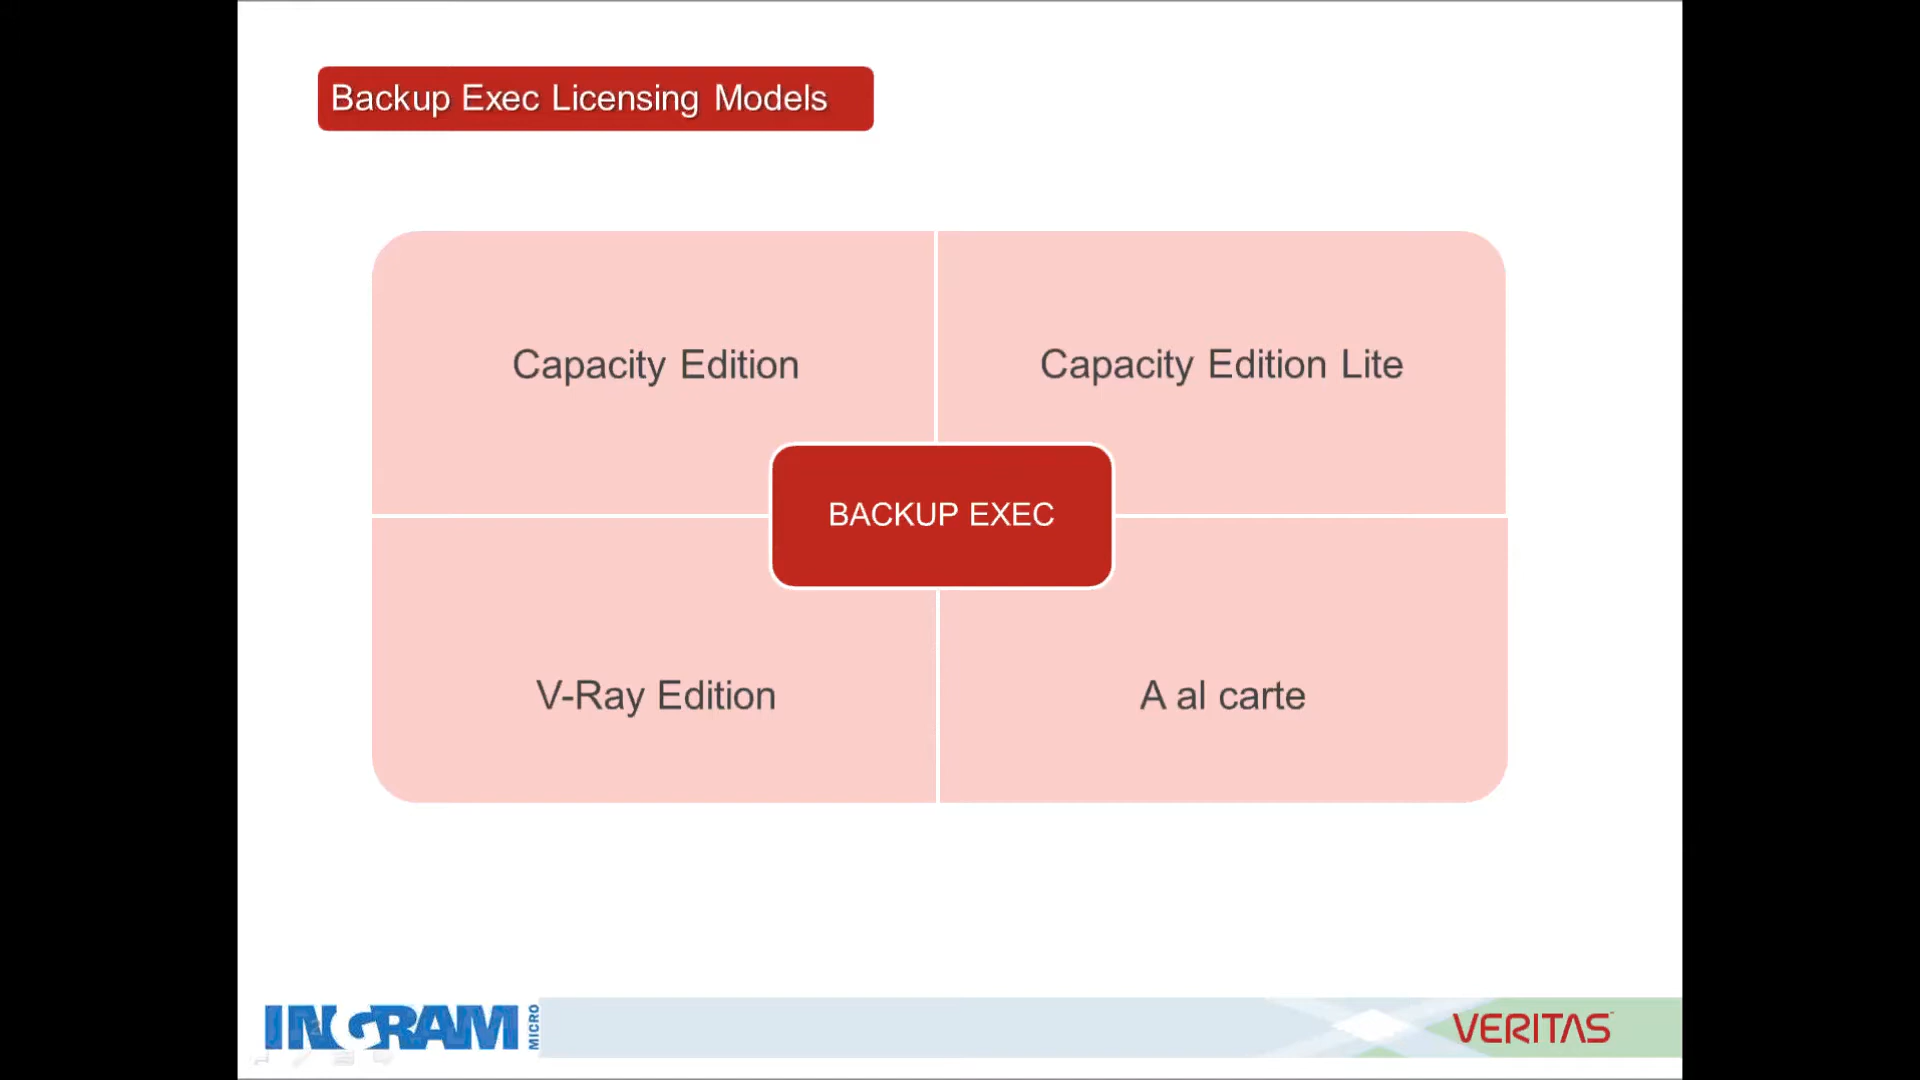 Backup Exec Licensing Models
Capacity Edition
Capacity Edition Lite
BACKUP EXEC
V-Ray Edition
A al carte
INGRAM MICRO
VERITAS